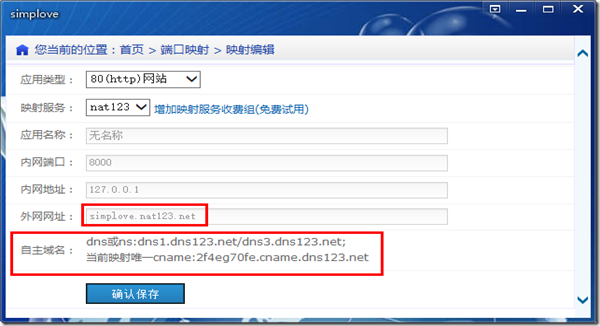 simplove
您当前的位置：首页 > 端口映射 > 映射编辑
应用类型： 80(http)网站
映射服务： nat123 增加映射服务收费组(免费试用)
应用名称： 无名称
内网端口： 8000
内网地址： 127.0.0.1
外网网址： simplove.nat123.net
自主域名： dns或ns:dns1.dns123.net/dns3.dns123.net;
当前映射唯一cname:2f4eg70fe.cname.dns123.net
确认保存